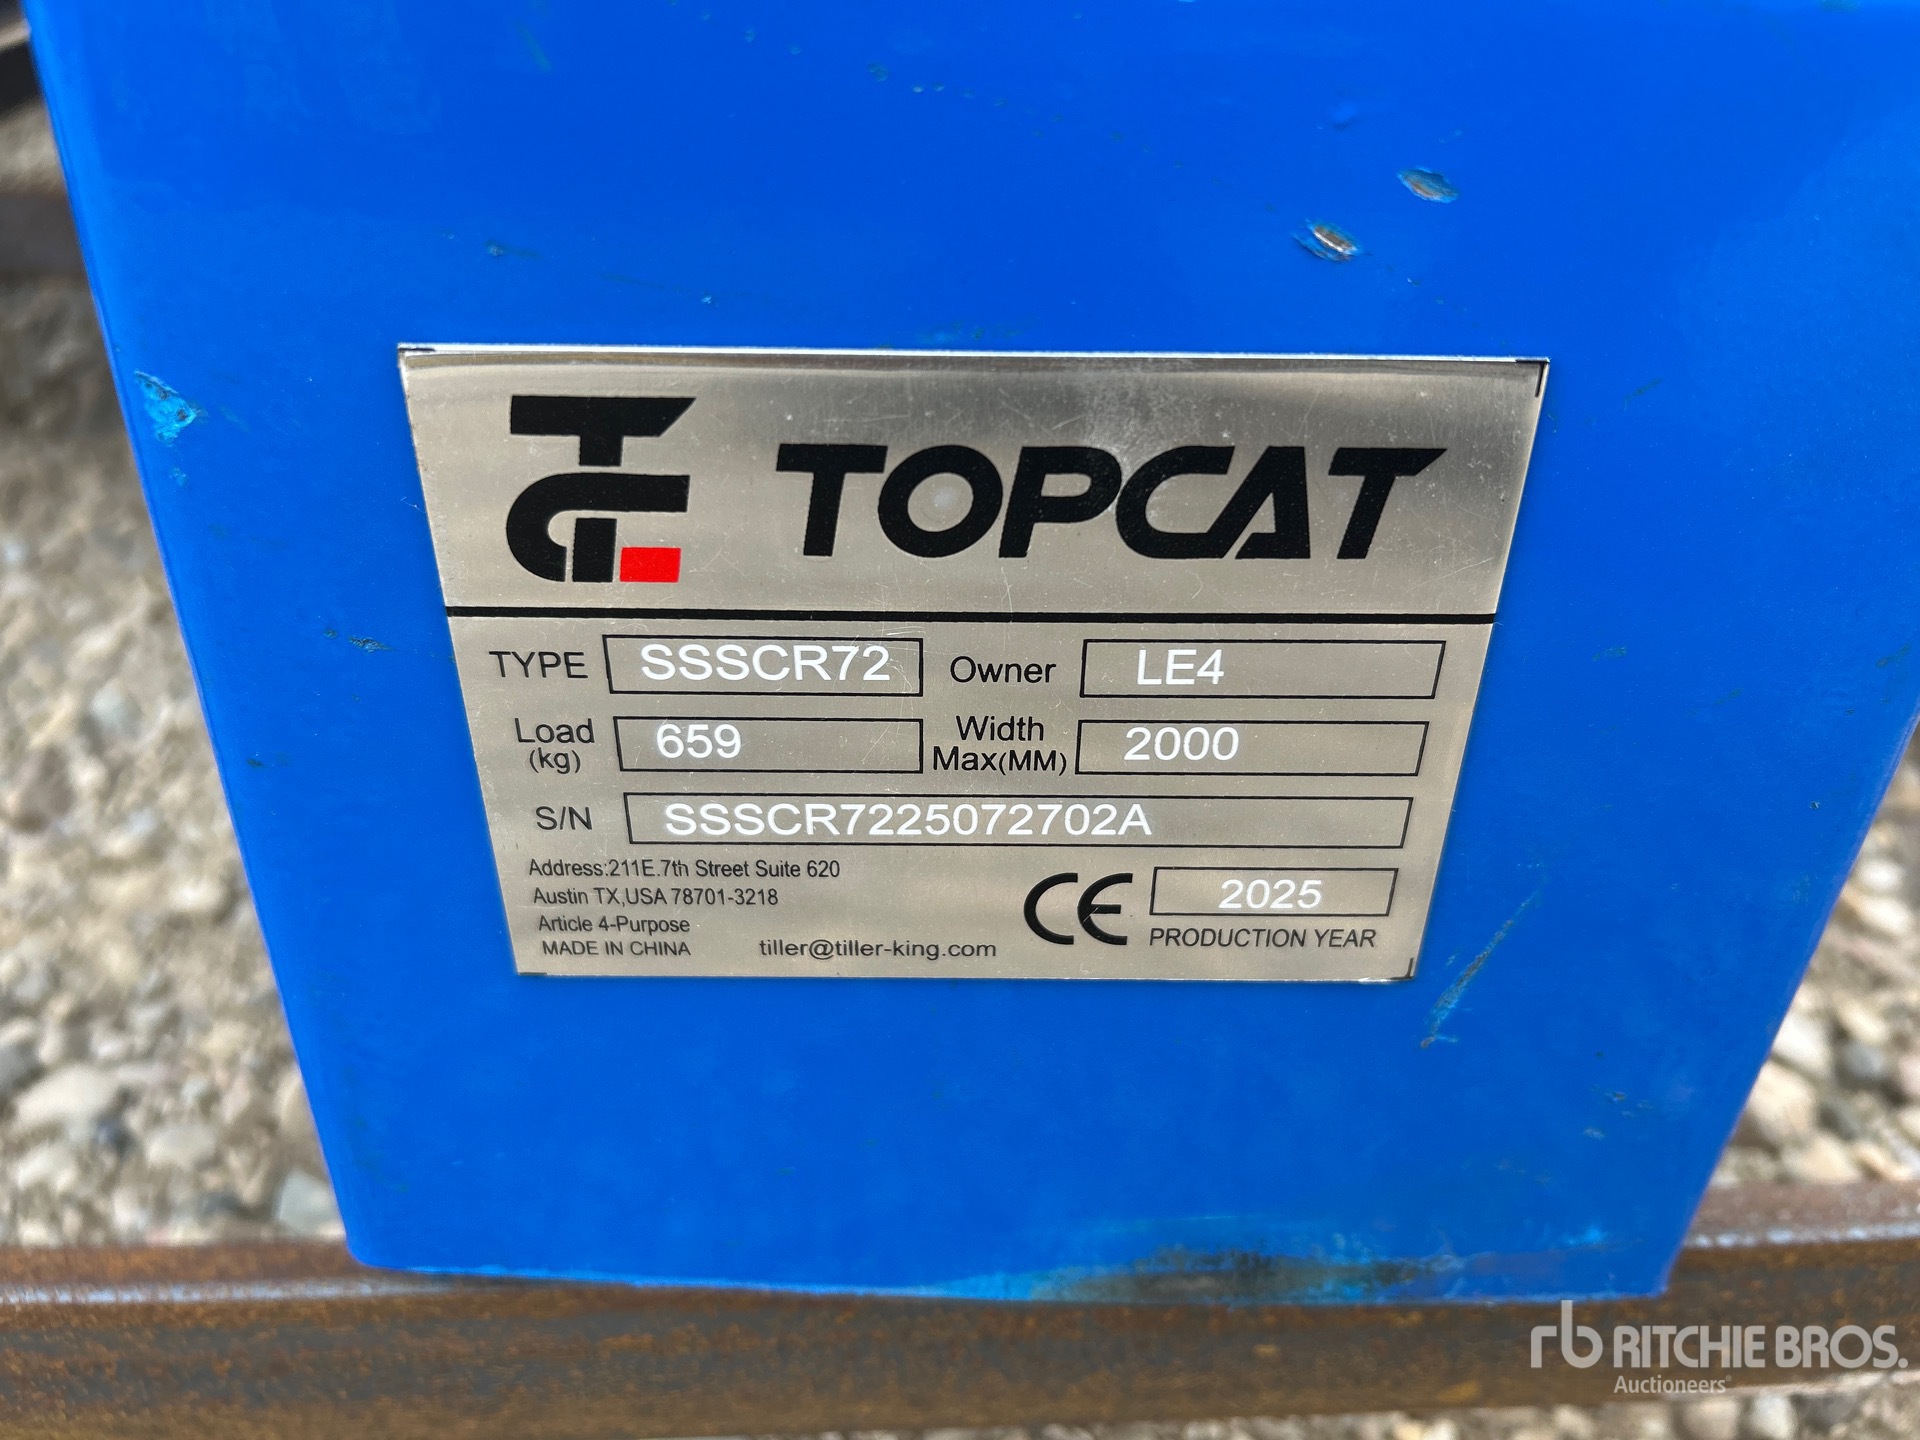 TOPCAT
TYPE SSSCR72 Owner LE4
Load (kg) 659 Width Max(MM) 2000
S/N SSSCR7225072702A
Address:211E.7th Street Suite 620
Austin TX,USA 78701-3218
Article 4-Purpose
MADE IN CHINA tiller@tiller-king.com
CE 2025
PRODUCTION YEAR
rb RITCHIE BROS.
Auctioneers